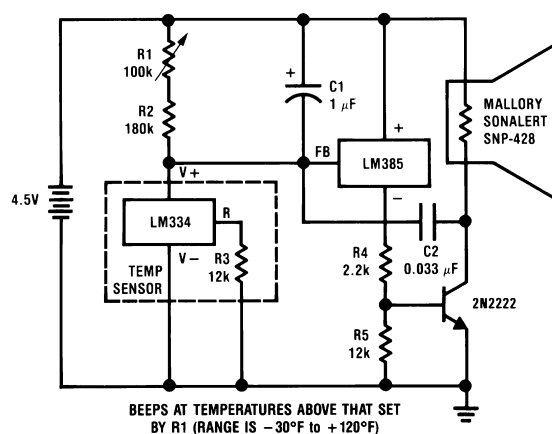 R1
100k
R2
180k
+
C1
1 μF
MALLORY
SONALERT
SNP-428
+
FB
LM385
−
V+
4.5V
LM334
R
V−
R3
12k
TEMP
SENSOR
R4
2.2k
C2
0.033 μF
2N2222
R5
12k
BEEPS AT TEMPERATURES ABOVE THAT SET
BY R1 (RANGE IS −30°F to +120°F)